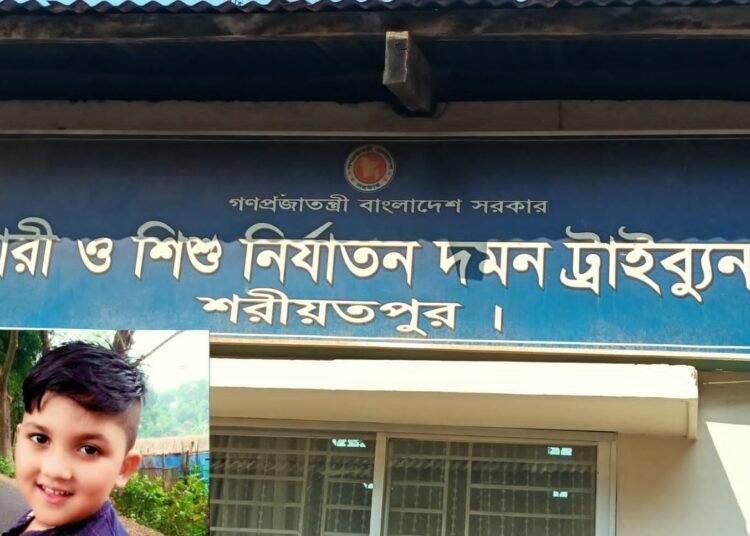 গণপ্রজাতন্ত্রী বাংলাদেশ সরকার
ারী ও শিশু নির্যাতন দমন ট্রাইব্যুন
শরীয়তপুর ।